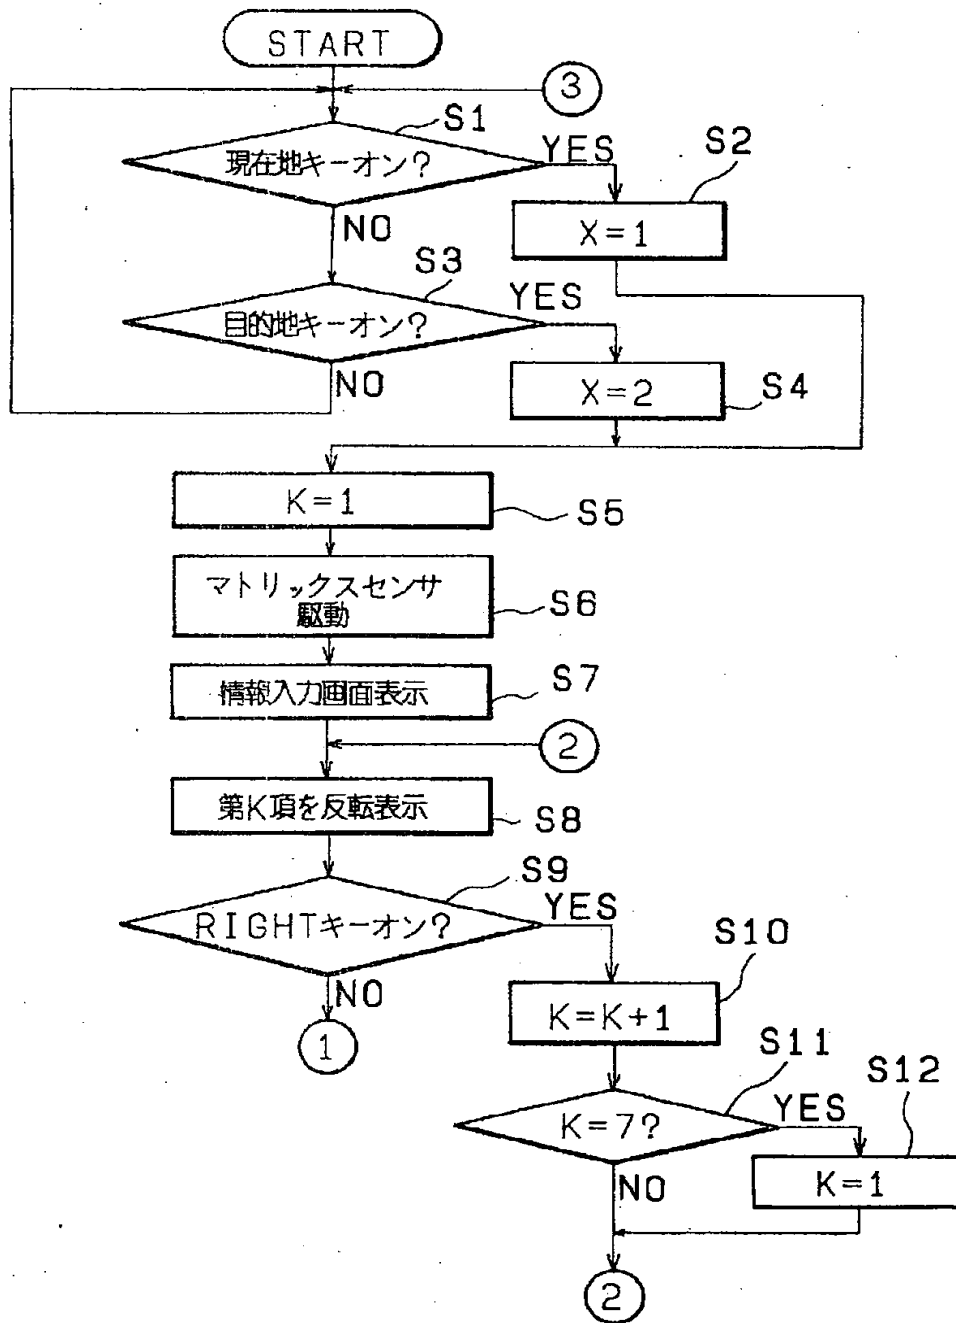 START
③
S1
現在地キーオン?
YES
S2
X=1
NO
S3
目的地キーオン?
YES
X=2
S4
NO
K=1
S5
マトリックスセンサ
駆動
S6
情報入力画面表示
S7
②
第K項を反転表示
S8
S9
RIGHTキーオン?
YES
S10
NO
①
K=K+1
S11
K=7?
YES
S12
K=1
NO
②